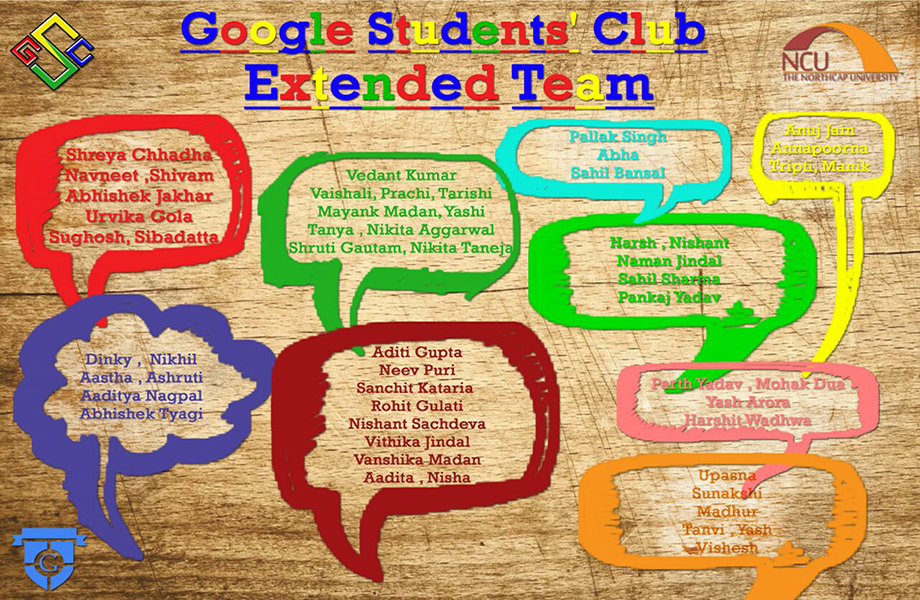 Google Students' Club
Extended Team
GSC
NCU
THE NORTHCAP UNIVERSITY
Shreya Chhadha
Navneet ,Shivam
Abhishek Jakhar
Urvika Gola
Sughosh, Sibadatta
Vedant Kumar
Vaishali, Prachi, Tarishi
Mayank Madan, Yashi
Tanya , Nikita Aggarwal
Shruti Gautam, Nikita Taneja
Pallak Singh
Abha
Sahil Bansal
Anuj Jain
Annapoorna
Tripti, Manik
Harsh , Nishant
Naman Jindal
Sahil Sharma
Pankaj Yadav
Dinky , Nikhil
Aastha , Ashruti
Aaditya Nagpal
Abhishek Tyagi
Aditi Gupta
Neev Puri
Sanchit Kataria
Rohit Gulati
Nishant Sachdeva
Vithika Jindal
Vanshika Madan
Aadita , Nisha
Parth Yadav , Mohak Dua
Yash Arora
Harshit Wadhwa
Upasna
Sunakshi
Madhur
Tanvi , Yash
Vishesh
G